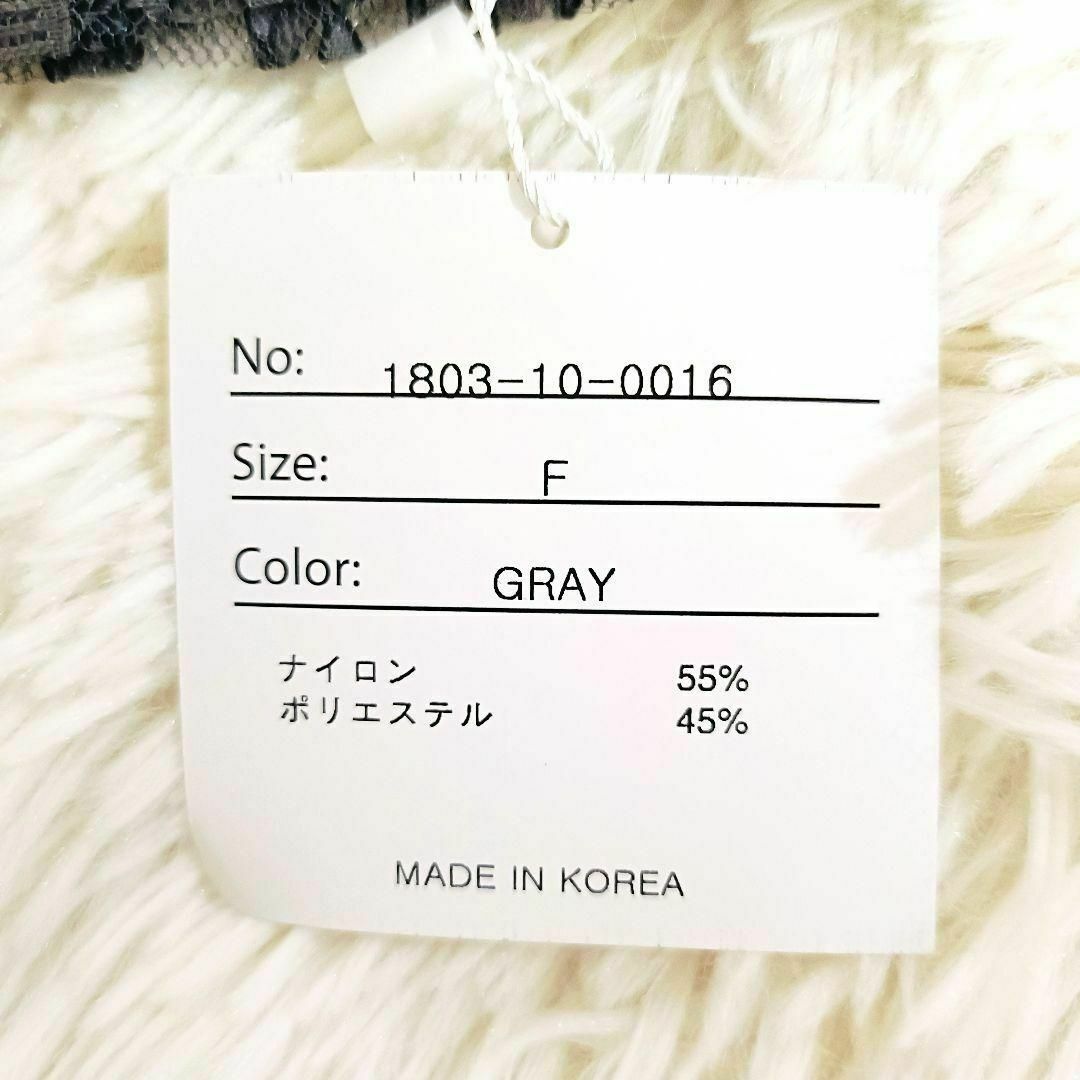 No: 1803-10-0016
Size: F
Color: GRAY
ナイロン 55%
ポリエステル 45%
MADE IN KOREA